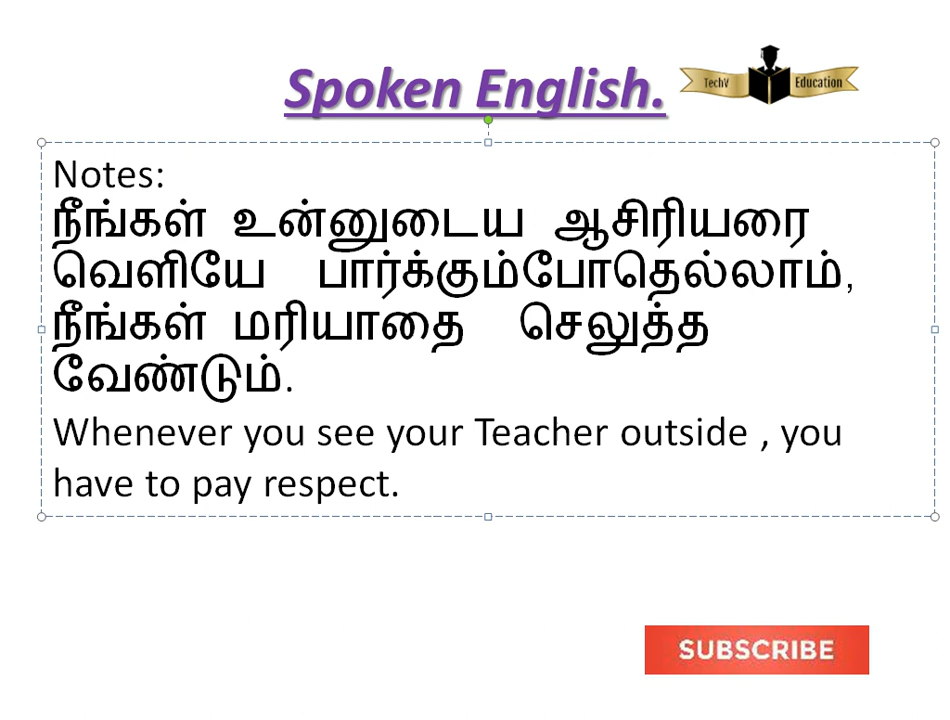 Spoken English.
TechV Education
Notes:
நீங்கள் உன்னுடைய ஆசிரியரை
வெளியே பார்க்கும்போதெல்லாம்,
நீங்கள் மரியாதை செலுத்த
வேண்டும்.
Whenever you see your Teacher outside , you
have to pay respect.
SUBSCRIBE